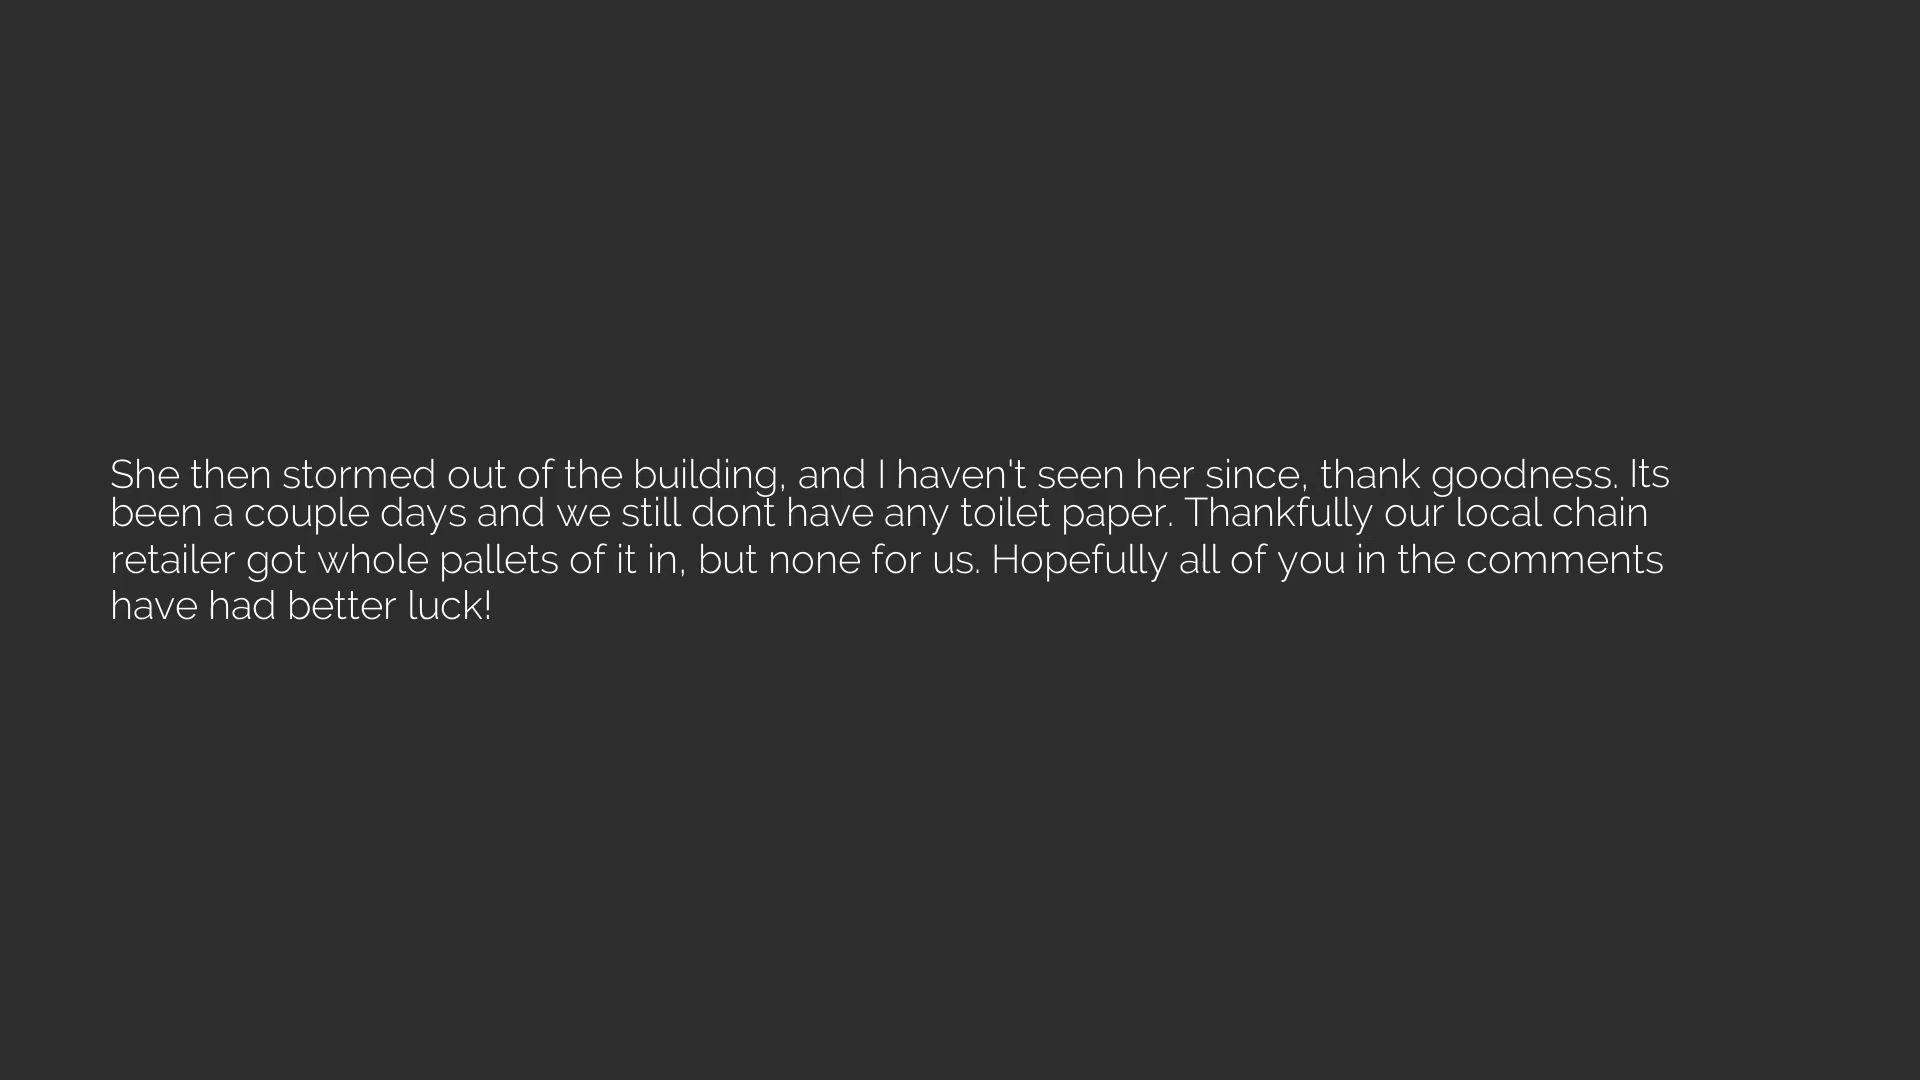 She then stormed out of the building, and I haven't seen her since, thank goodness. Its
been a couple days and we still dont have any toilet paper. Thankfully our local chain
retailer got whole pallets of it in, but none for us. Hopefully all of you in the comments
have had better luck!